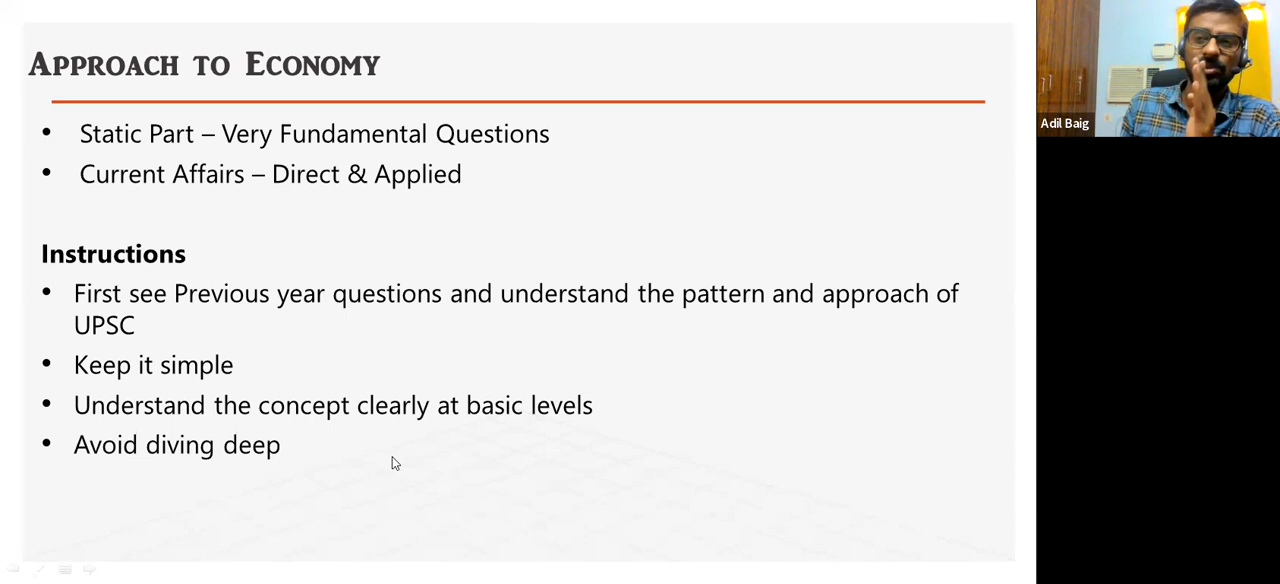 APPROACH TO ECONOMY
• Static Part – Very Fundamental Questions
• Current Affairs – Direct & Applied
Instructions
• First see Previous year questions and understand the pattern and approach of
UPSC
• Keep it simple
• Understand the concept clearly at basic levels
• Avoid diving deep
Adil Baig